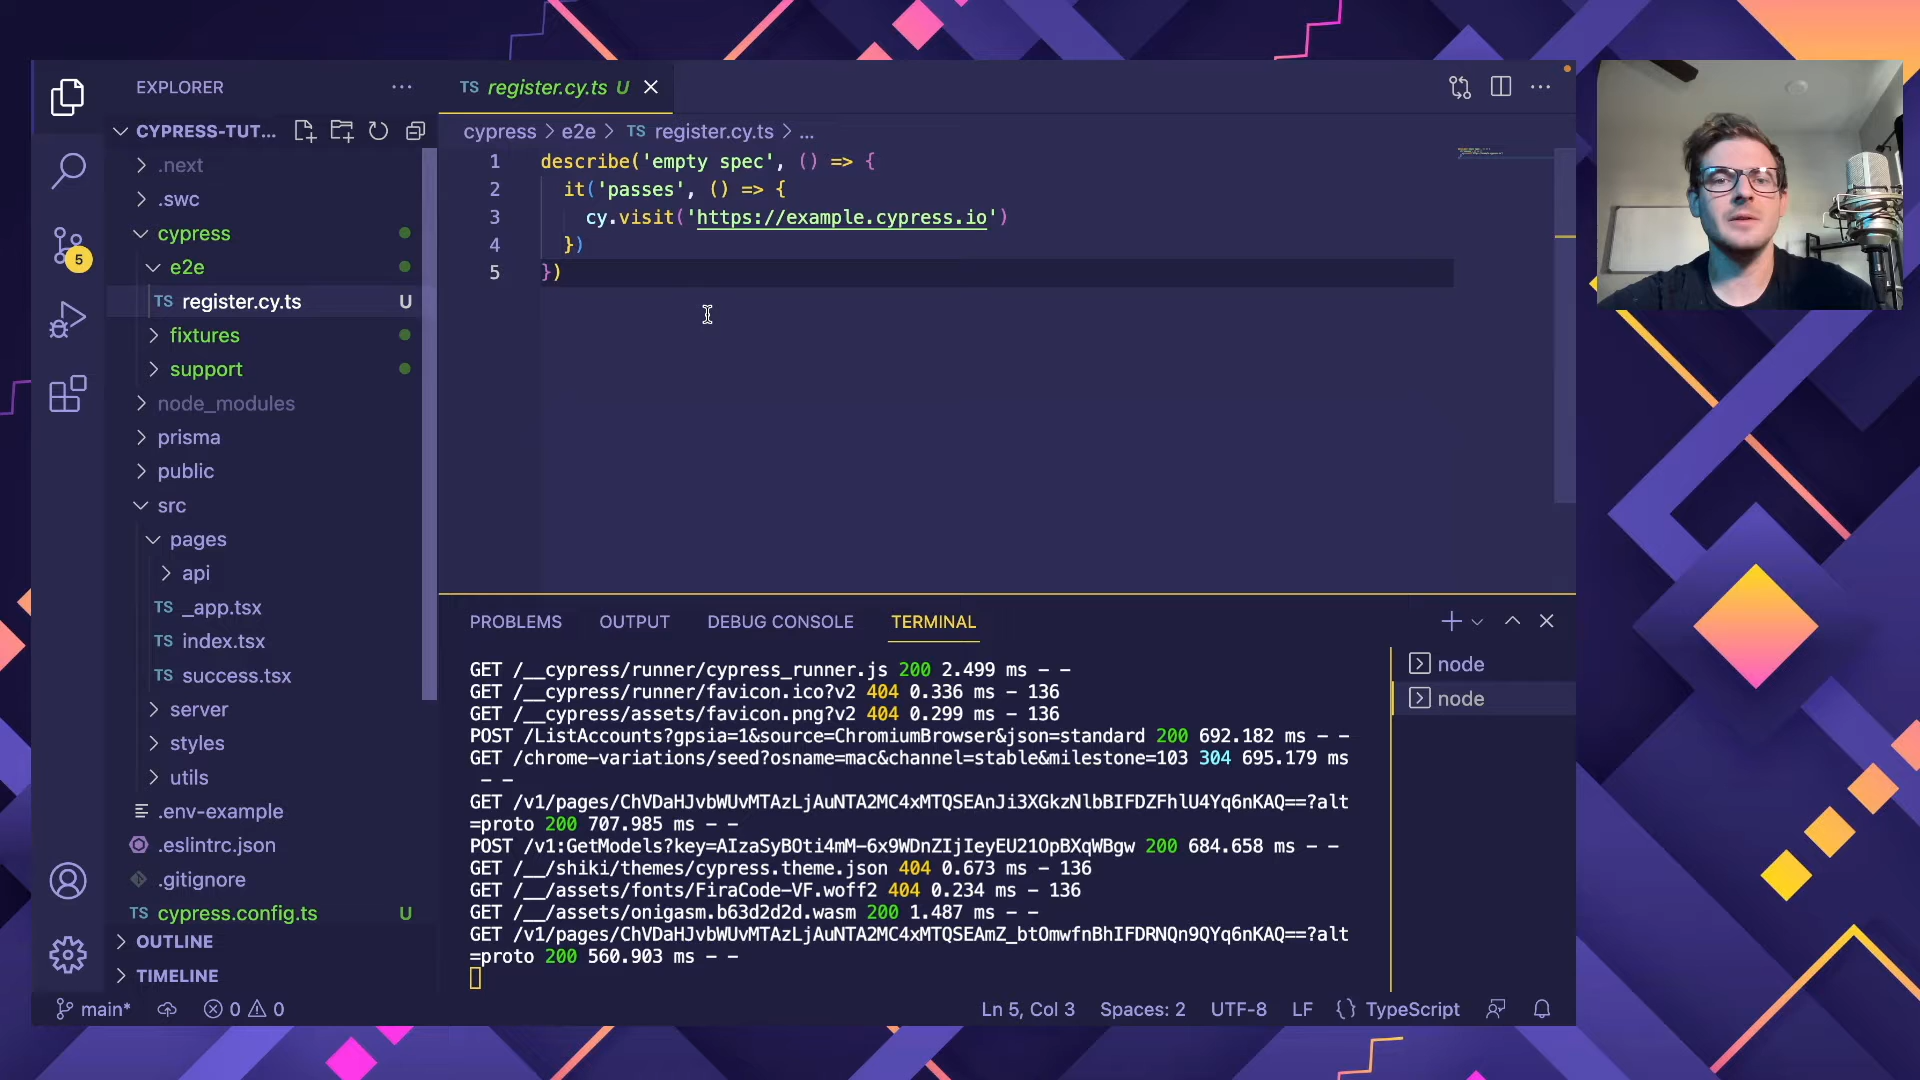 EXPLORER
CYPRESS-TUT...
.next
.swc
cypress
e2e
TS register.cy.ts U
fixtures
support
node_modules
prisma
public
src
pages
api
TS _app.tsx
TS index.tsx
TS success.tsx
server
styles
utils
.env-example
.eslintrc.json
.gitignore
TS cypress.config.ts U
OUTLINE
TIMELINE
5
TS register.cy.ts U
cypress > e2e > TS register.cy.ts > ...
1 describe('empty spec', () => {
2 it('passes', () => {
3 cy.visit('https://example.cypress.io')
4 })
5 })
PROBLEMS OUTPUT DEBUG CONSOLE TERMINAL
GET /__cypress/runner/cypress_runner.js 200 2.499 ms - -
GET /__cypress/runner/favicon.ico?v2 404 0.336 ms - 136
GET /__cypress/assets/favicon.png?v2 404 0.299 ms - 136
POST /ListAccounts?gpsia=1&source=ChromiumBrowser&json=standard 200 692.182 ms - -
GET /chrome-variations/seed?osname=mac&channel=stable&milestone=103 304 695.179 ms
- -
GET /v1/pages/ChVDaHJvbWUvMTAzLjAuNTA2MC4xMTQSEAnJi3XGkzNlbBIFDZFhlU4Yq6nKAQ==?alt
=proto 200 707.985 ms - -
POST /v1:GetModels?key=AIzaSyBOti4mM-6x9WDnZIjIeyEU21OpBXqWBgw 200 684.658 ms - -
GET /__/shiki/themes/cypress.theme.json 404 0.673 ms - 136
GET /__/assets/fonts/FiraCode-VF.woff2 404 0.234 ms - 136
GET /__/assets/onigasm.b63d2d2d.wasm 200 1.487 ms - -
GET /v1/pages/ChVDaHJvbWUvMTAzLjAuNTA2MC4xMTQSEAmZ_btOmwfnBhIFDRNQn9QYq6nKAQ==?alt
=proto 200 560.903 ms - -
node
node
main* 0 0
Ln 5, Col 3 Spaces: 2 UTF-8 LF {} TypeScript